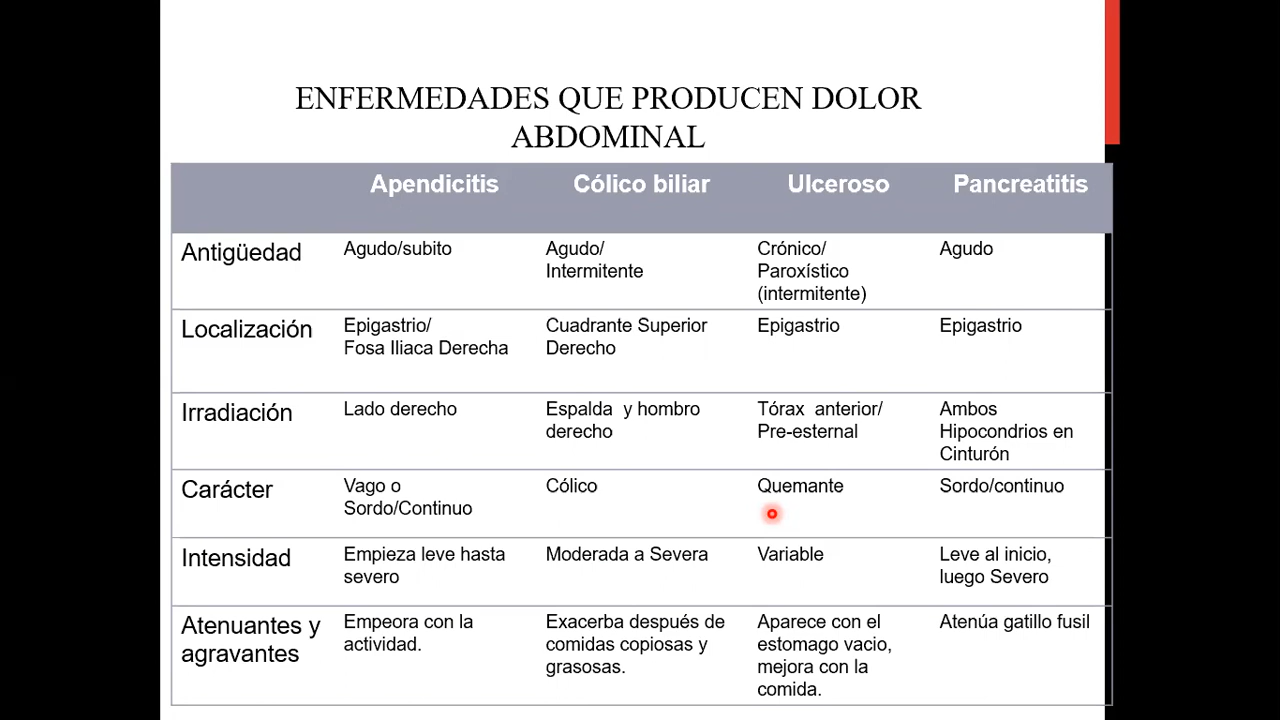 ENFERMEDADES QUE PRODUCEN DOLOR
ABDOMINAL
Apendicitis Cólico biliar Ulceroso Pancreatitis
Antigüedad
Agudo/subito
Agudo/
Intermitente
Crónico/
Paroxístico
(intermitente)
Agudo
Localización
Epigastrio/
Fosa Iliaca Derecha
Cuadrante Superior
Derecho
Epigastrio
Epigastrio
Irradiación
Lado derecho
Espalda y hombro
derecho
Tórax anterior/
Pre-esternal
Ambos
Hipocondrios en
Cinturón
Carácter
Vago o
Sordo/Continuo
Cólico
Quemante
Sordo/continuo
Intensidad
Empieza leve hasta
severo
Moderada a Severa
Variable
Leve al inicio,
luego Severo
Atenuantes y
agravantes
Empeora con la
actividad.
Exacerba después de
comidas copiosas y
grasosas.
Aparece con el
estomago vacio,
mejora con la
comida.
Atenúa gatillo fusil